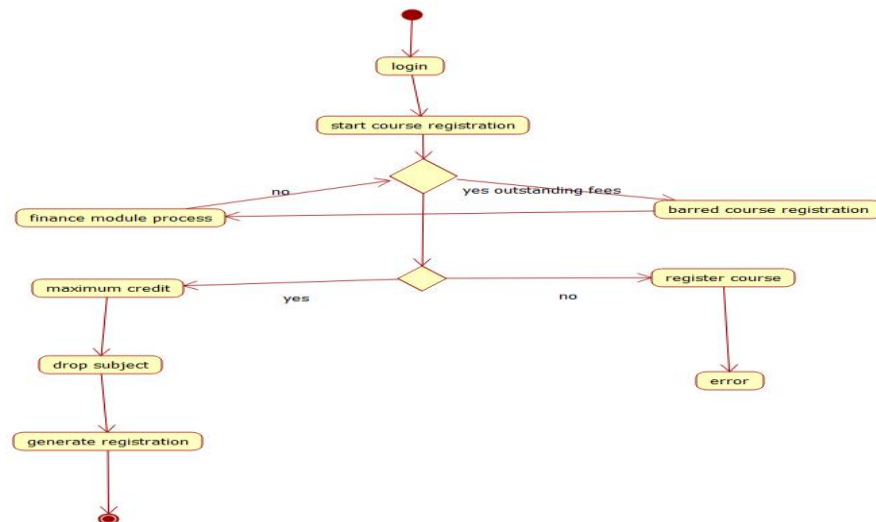 login
start course registration
no
yes outstanding fees
finance module process
barred course registration
maximum credit
register course
yes
no
drop subject
error
generate registration